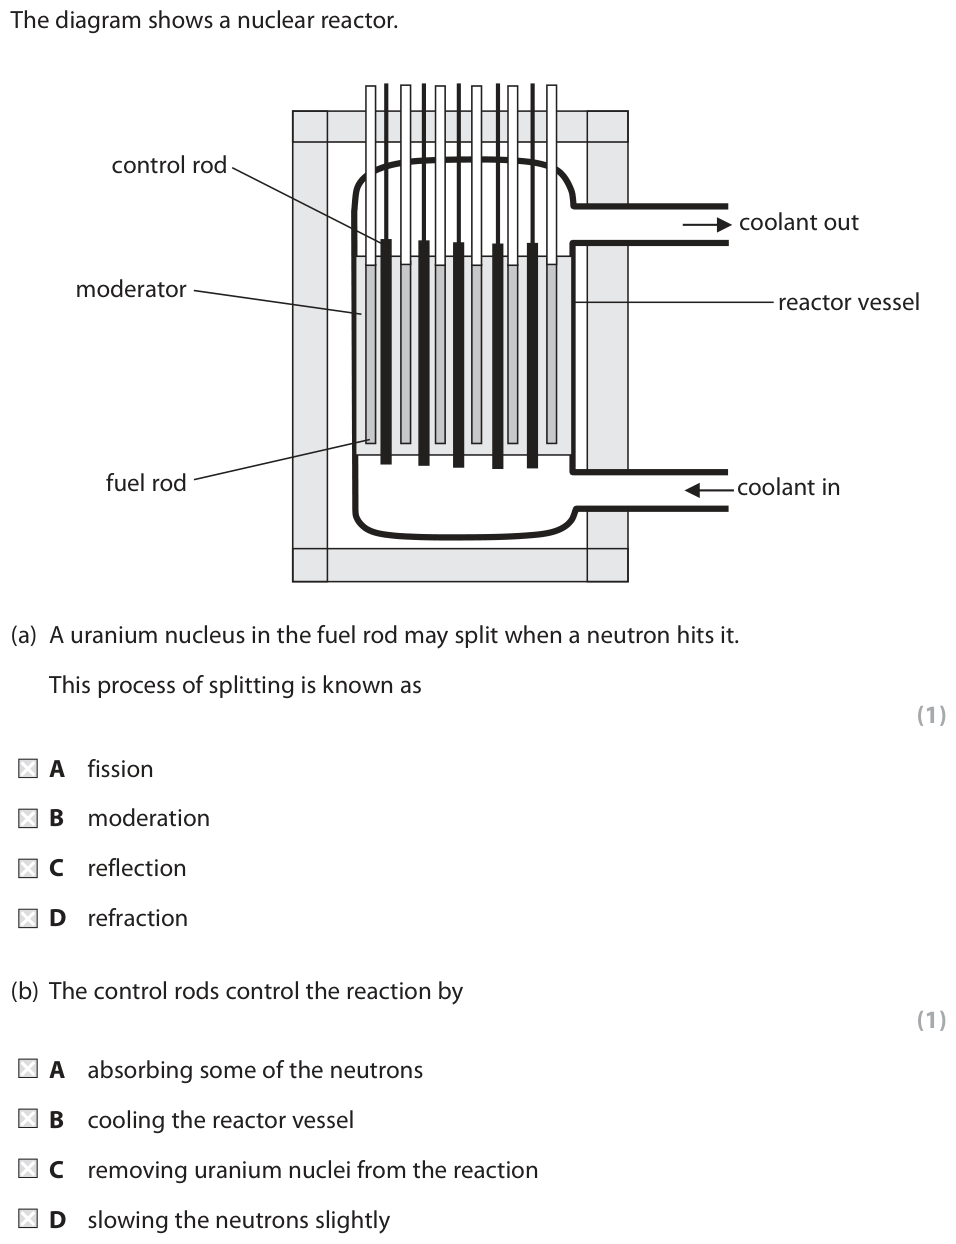 The diagram shows a nuclear reactor.
control rod
coolant out
moderator
reactor vessel
fuel rod
coolant in
(a) A uranium nucleus in the fuel rod may split when a neutron hits it.
This process of splitting is known as
(1)
A fission
B moderation
C reflection
D refraction
(b) The control rods control the reaction by
(1)
A absorbing some of the neutrons
B cooling the reactor vessel
C removing uranium nuclei from the reaction
D slowing the neutrons slightly